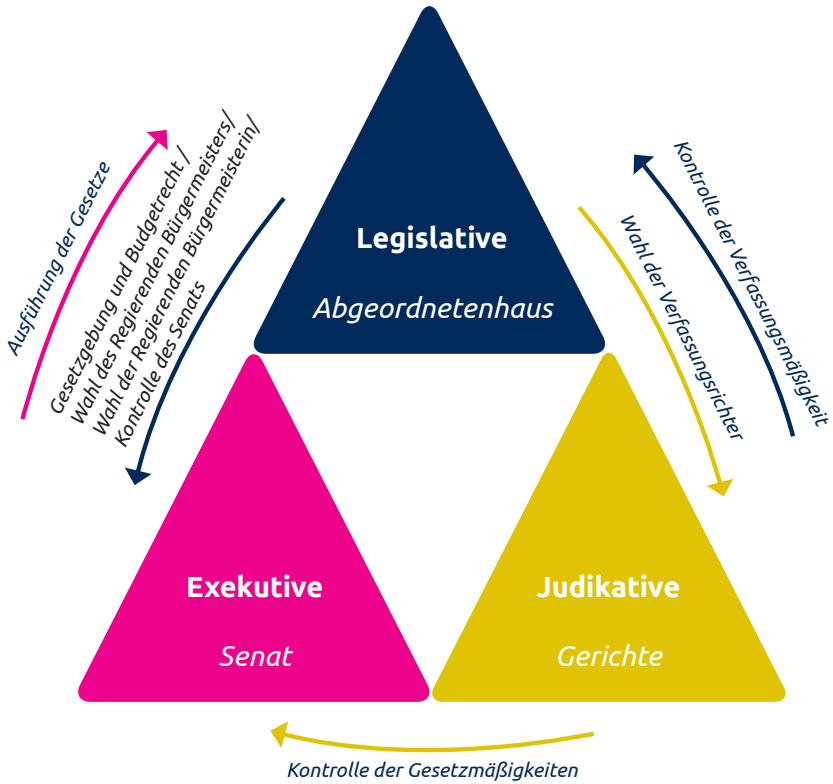 Ausführung der Gesetze
Gesetzgebung und Budgetrecht /
Wahl des Regierenden Bürgermeisters/
Wahl der Regierenden Bürgermeisterin/
Kontrolle des Senats
Legislative
Abgeordnetenhaus
Wahl der Verfassungsrichter
Kontrolle der Verfassungsmäßigkeit
Exekutive
Senat
Judikative
Gerichte
Kontrolle der Gesetzmäßigkeiten